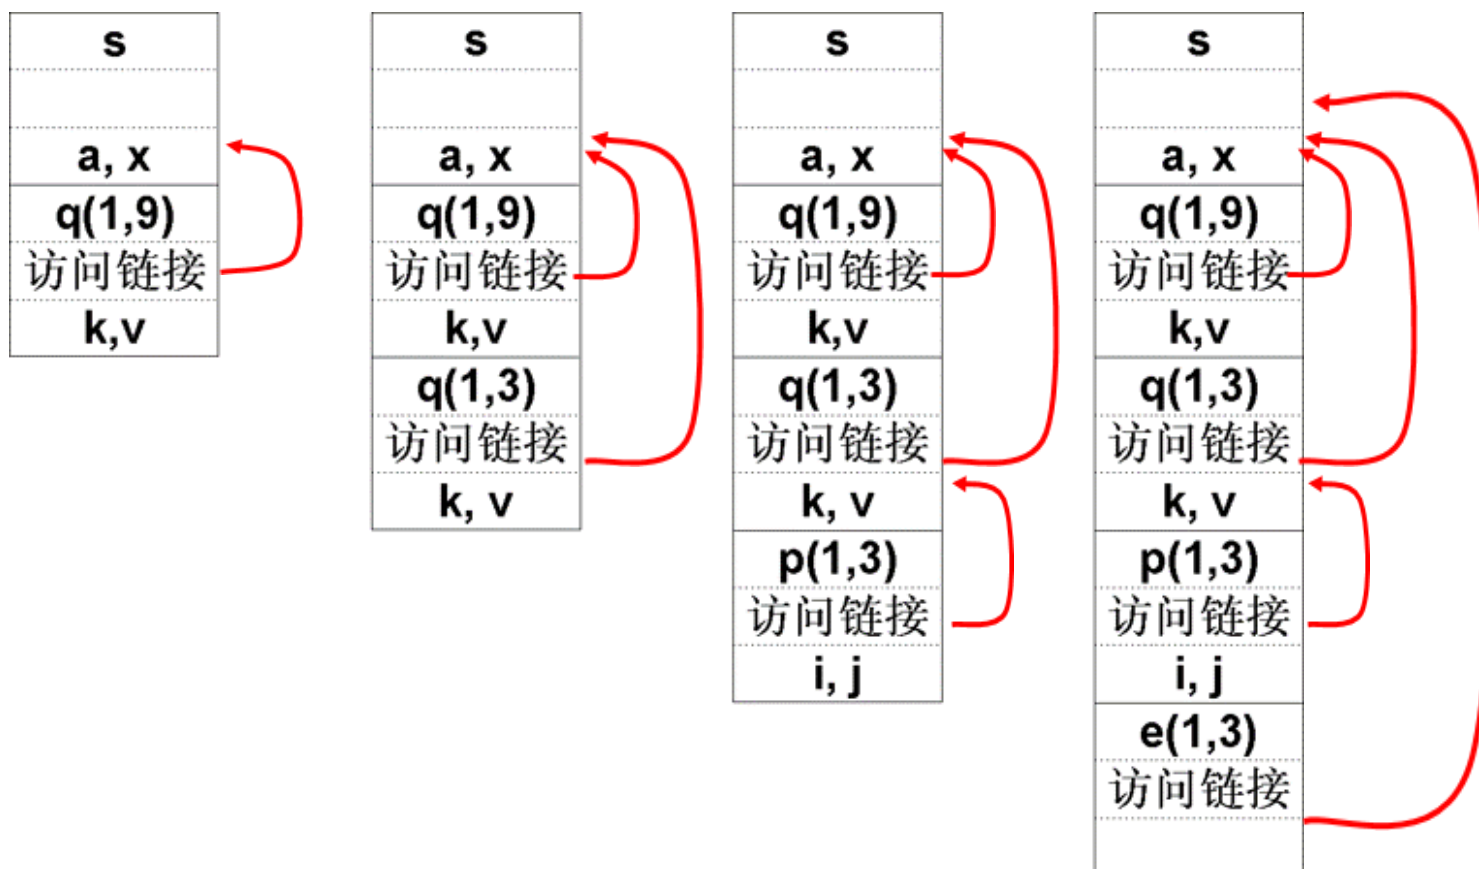 s
a, x
q(1,9)
访问链接
k,v
s
a, x
q(1,9)
访问链接
k,v
q(1,3)
访问链接
k, v
s
a, x
q(1,9)
访问链接
k,v
q(1,3)
访问链接
k, v
p(1,3)
访问链接
i, j
s
a, x
q(1,9)
访问链接
k,v
q(1,3)
访问链接
k, v
p(1,3)
访问链接
i, j
e(1,3)
访问链接